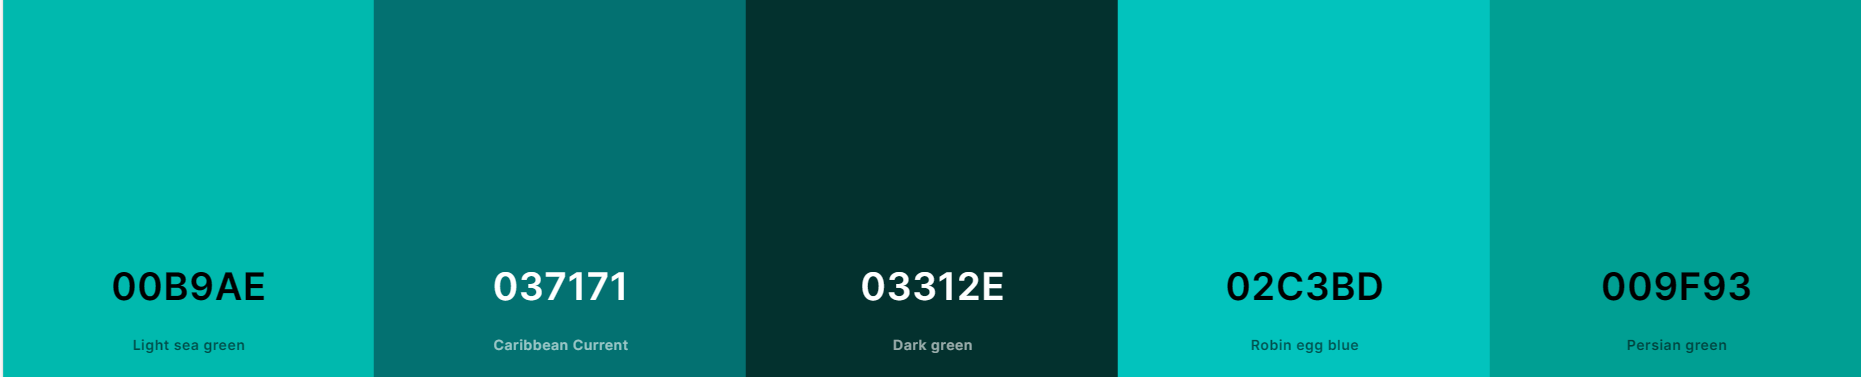 00B9AE
Light sea green
037171
Caribbean Current
03312E
Dark green
02C3BD
Robin egg blue
009F93
Persian green